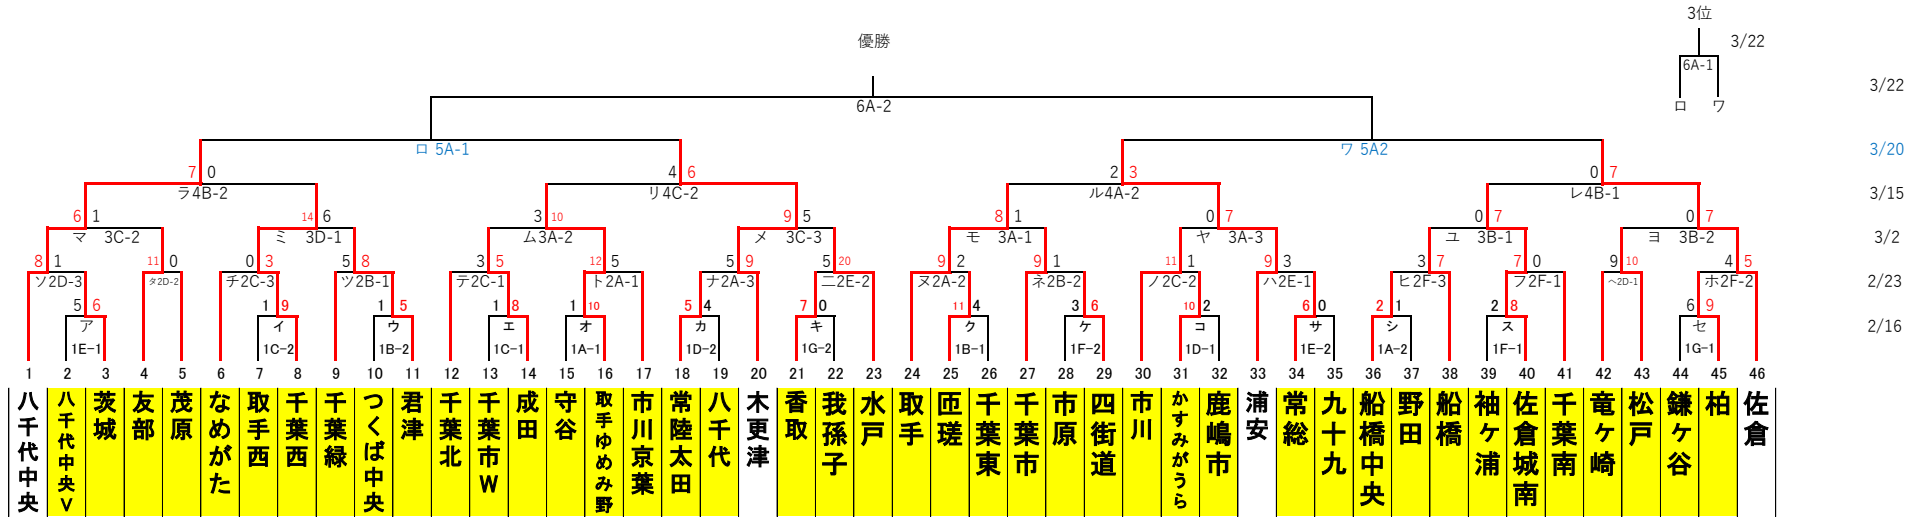 3位
優勝
3/22
6A-1
3/22
6A-2
ロ ワ
ロ 5A-1
ワ 5A2
3/20
7 0 4 6 2 3 0 7
ラ4B-2 リ4C-2 ル4A-2 レ4B-1
3/15
6 1 14 6 3 10 9 5 8 1 0 7 0 7 0 7
マ 3C-2 ミ 3D-1 ム3A-2 メ 3C-3 モ 3A-1 ヤ 3A-3 ユ 3B-1 ヨ 3B-2
3/2
8 1 11 0 0 3 5 8 3 5 12 5 5 9 5 20 9 2 9 1 11 1 9 3 3 7 7 0 9 10 4 5
ソ2D-3 タ2D-2 チ2C-3 ツ2B-1 テ2C-1 ト2A-1 ナ2A-3 二2E-2 ヌ2A-2 ネ2B-2 ノ2C-2 ハ2E-1 ヒ2F-3 フ2F-1 ヘ2D-1 ホ2F-2
2/23
5 6 1 9 1 5 1 8 1 10 5 4 7 0 11 4 3 6 10 2 6 0 2 1 2 8 6 9
ア イ ウ エ オ カ キ ク ケ コ サ シ ス セ
2/16
1E-1 1C-2 1B-2 1C-1 1A-1 1D-2 1G-2 1B-1 1F-2 1D-1 1E-2 1A-2 1F-1 1G-1
1 2 3 4 5 6 7 8 9 10 11 12 13 14 15 16 17 18 19 20 21 22 23 24 25 26 27 28 29 30 31 32 33 34 35 36 37 38 39 40 41 42 43 44 45 46
八千代中央
八千代中央V
茨城
友部
茂原
なめがた
取手西
千葉西
千葉緑
つくば中央
君津
千葉北
千葉市W
成田
守谷
取手ゆめみ野
市川京葉
常陸太田
八千代
木更津
香取
我孫子
水戸
取手
匝瑳
千葉東
千葉市
市原
四街道
市川
かすみがうら
鹿嶋市
浦安
常総
九十九
船橋中央
野田
船橋
袖ヶ浦
佐倉城南
千葉南
竜ヶ崎
松戸
鎌ヶ谷
柏
佐倉